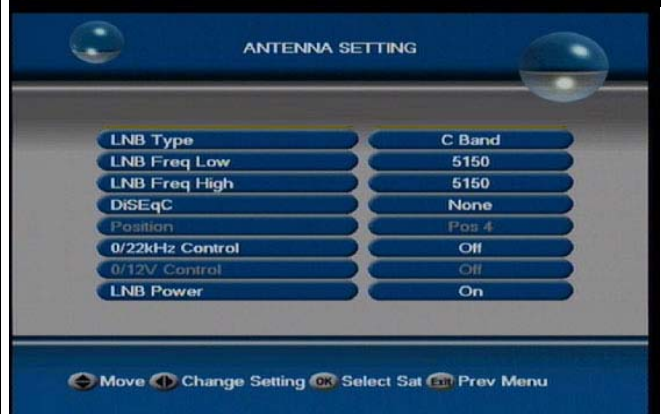 ANTENNA SETTING
LNB Type C Band
LNB Freq Low 5150
LNB Freq High 5150
DiSEqC None
Position Pos 4
0/22kHz Control Off
0/12V Control Off
LNB Power On
Move Change Setting OK Select Sat Exit Prev Menu